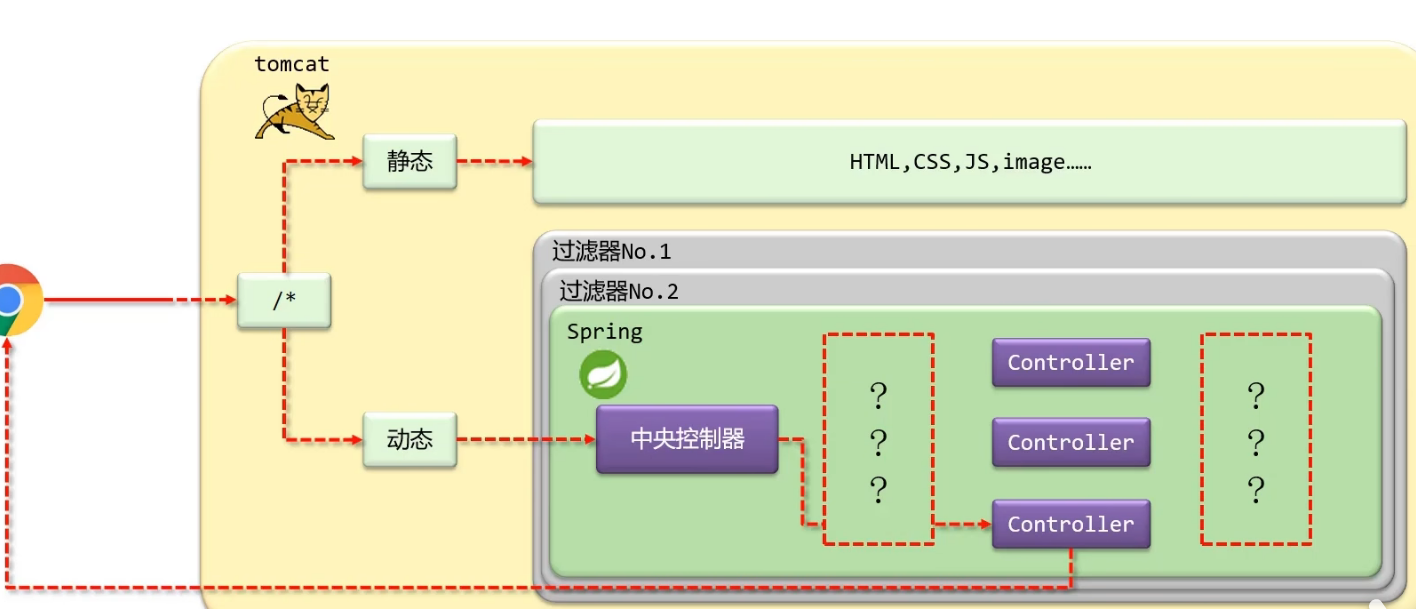 tomcat
静态
HTML,CSS,JS,image……
过滤器No.1
/*
过滤器No.2
Spring
Controller
?
?
动态
中央控制器
?
Controller
?
?
Controller
?